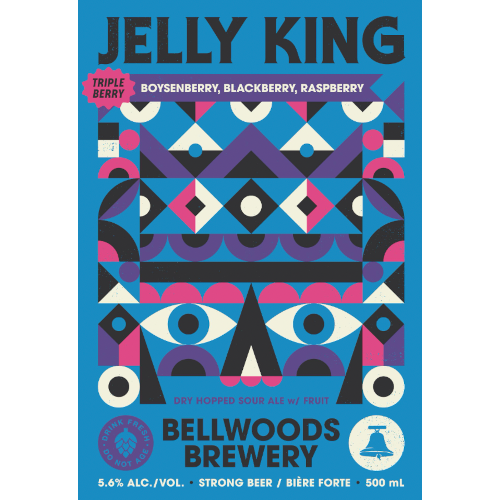 JELLY KING
TRIPLE
BERRY
BOYSENBERRY, BLACKBERRY, RASPBERRY
DRY HOPPED SOUR ALE w/ FRUIT
DRINK FRESH • DO NOT AGE •
BELLWOODS
BREWERY
5.6% ALC./VOL. • STRONG BEER / BIÈRE FORTE • 500 mL